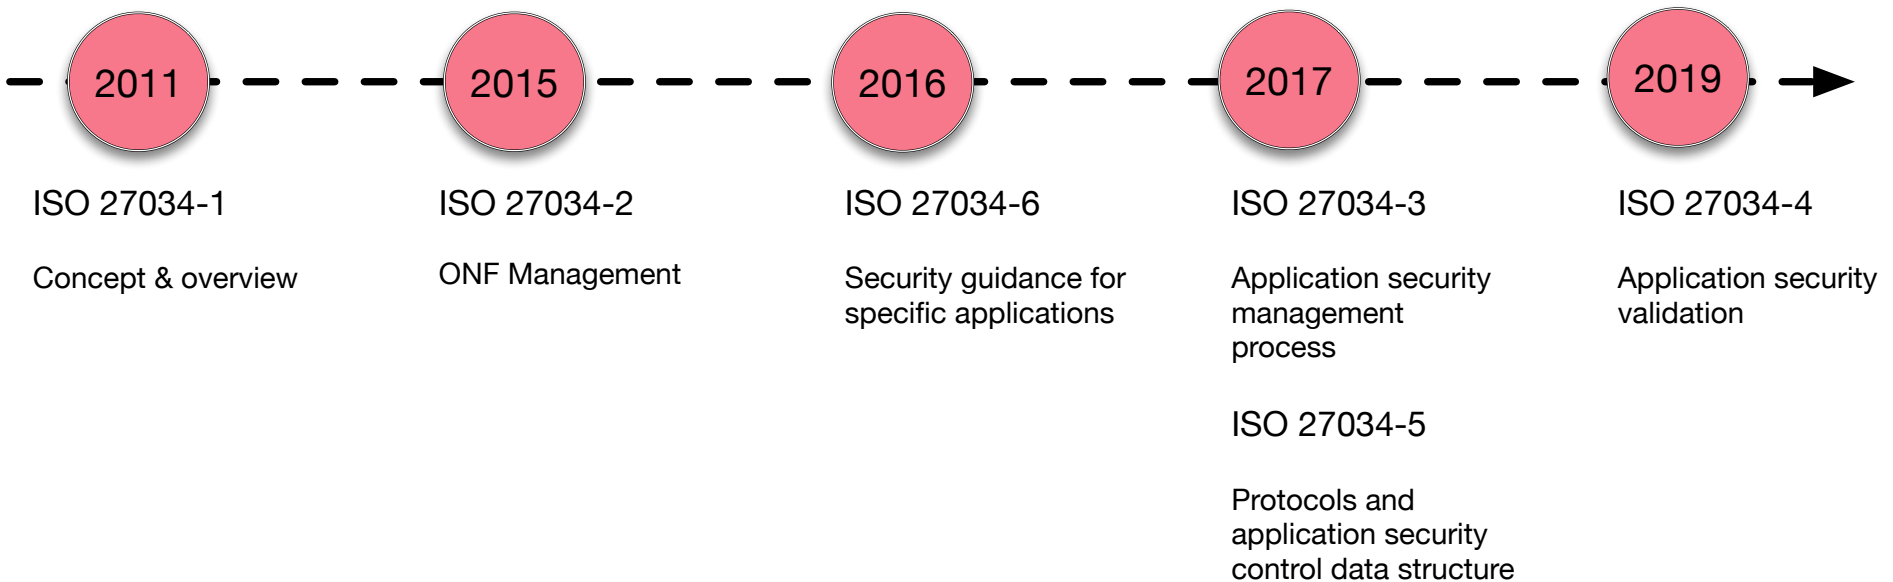 2011
2015
2016
2017
2019
ISO 27034-1
Concept & overview
ISO 27034-2
ONF Management
ISO 27034-6
Security guidance for
specific applications
ISO 27034-3
Application security
management
process
ISO 27034-5
Protocols and
application security
control data structure
ISO 27034-4
Application security
validation